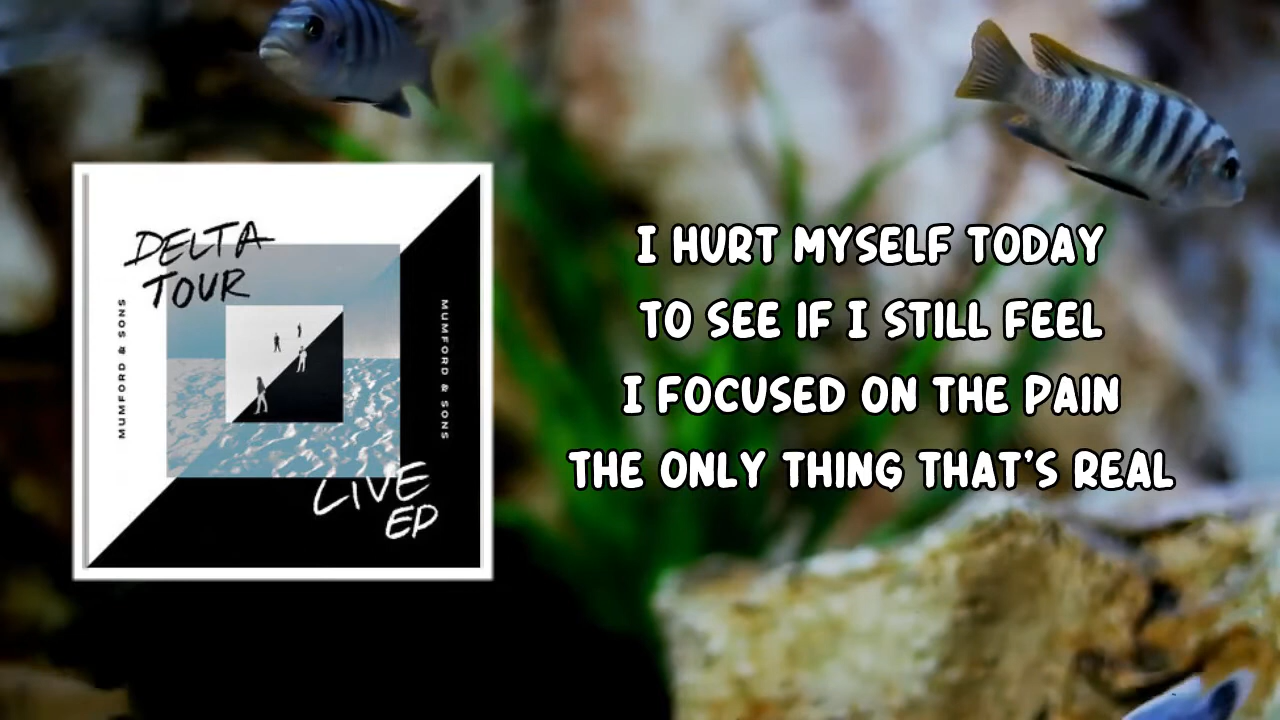 DELTA
TOUR
MUMFORD & SONS
MUMFORD & SONS
LIVE
EP
I HURT MYSELF TODAY
TO SEE IF I STILL FEEL
I FOCUSED ON THE PAIN
THE ONLY THING THAT'S REAL